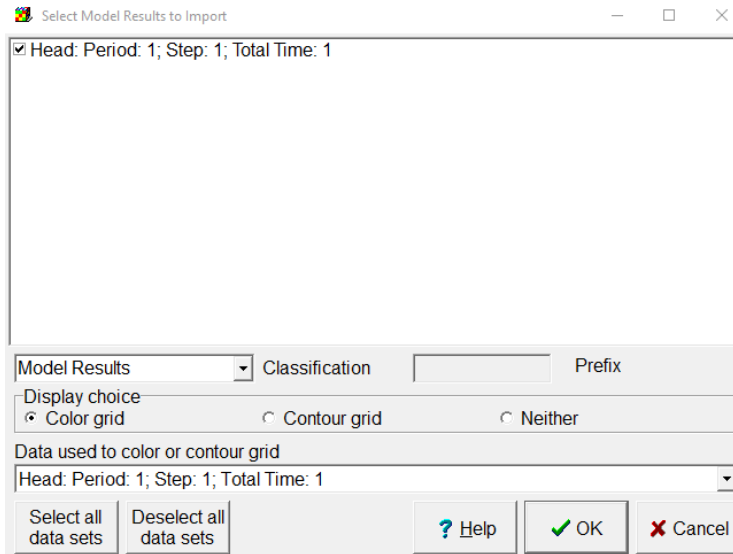 Select Model Results to Import
Head: Period: 1; Step: 1; Total Time: 1
Model Results Classification Prefix
Display choice
Color grid Contour grid Neither
Data used to color or contour grid
Head: Period: 1; Step: 1; Total Time: 1
Select all data sets
Deselect all data sets
? Help
OK
Cancel